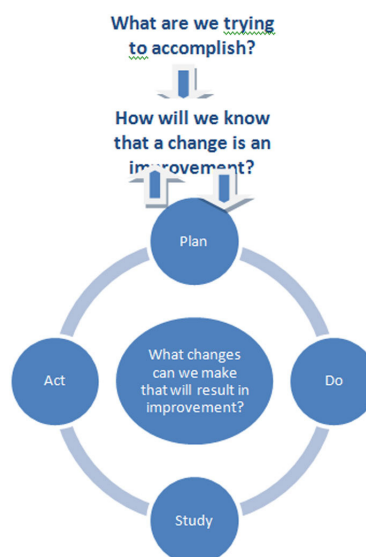 What are we trying
to accomplish?
How will we know
that a change is an
improvement?
Plan
What changes
can we make
that will result in
improvement?
Act
Do
Study